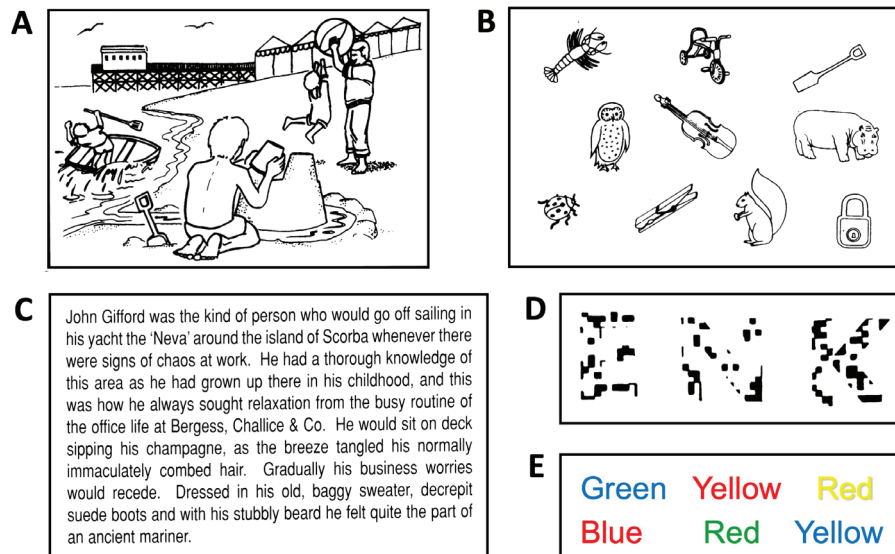 A
B
C
John Gifford was the kind of person who would go off sailing in
his yacht the 'Neva' around the island of Scorba whenever there
were signs of chaos at work. He had a thorough knowledge of
this area as he had grown up there in his childhood, and this
was how he always sought relaxation from the busy routine of
the office life at Bergess, Challice & Co. He would sit on deck
sipping his champagne, as the breeze tangled his normally
immaculately combed hair. Gradually his business worries
would recede. Dressed in his old, baggy sweater, decrepit
suede boots and with his stubbly beard he felt quite the part of
an ancient mariner.
D
E N K
E
Green Yellow Red
Blue Red Yellow